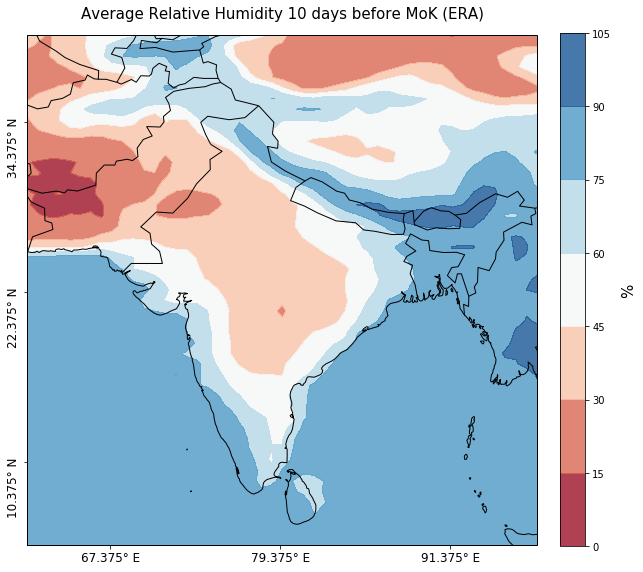 Average Relative Humidity 10 days before MoK (ERA)
34.375° N
22.375° N
10.375° N
67.375° E
79.375° E
91.375° E
105
90
75
60
45
30
15
0
%